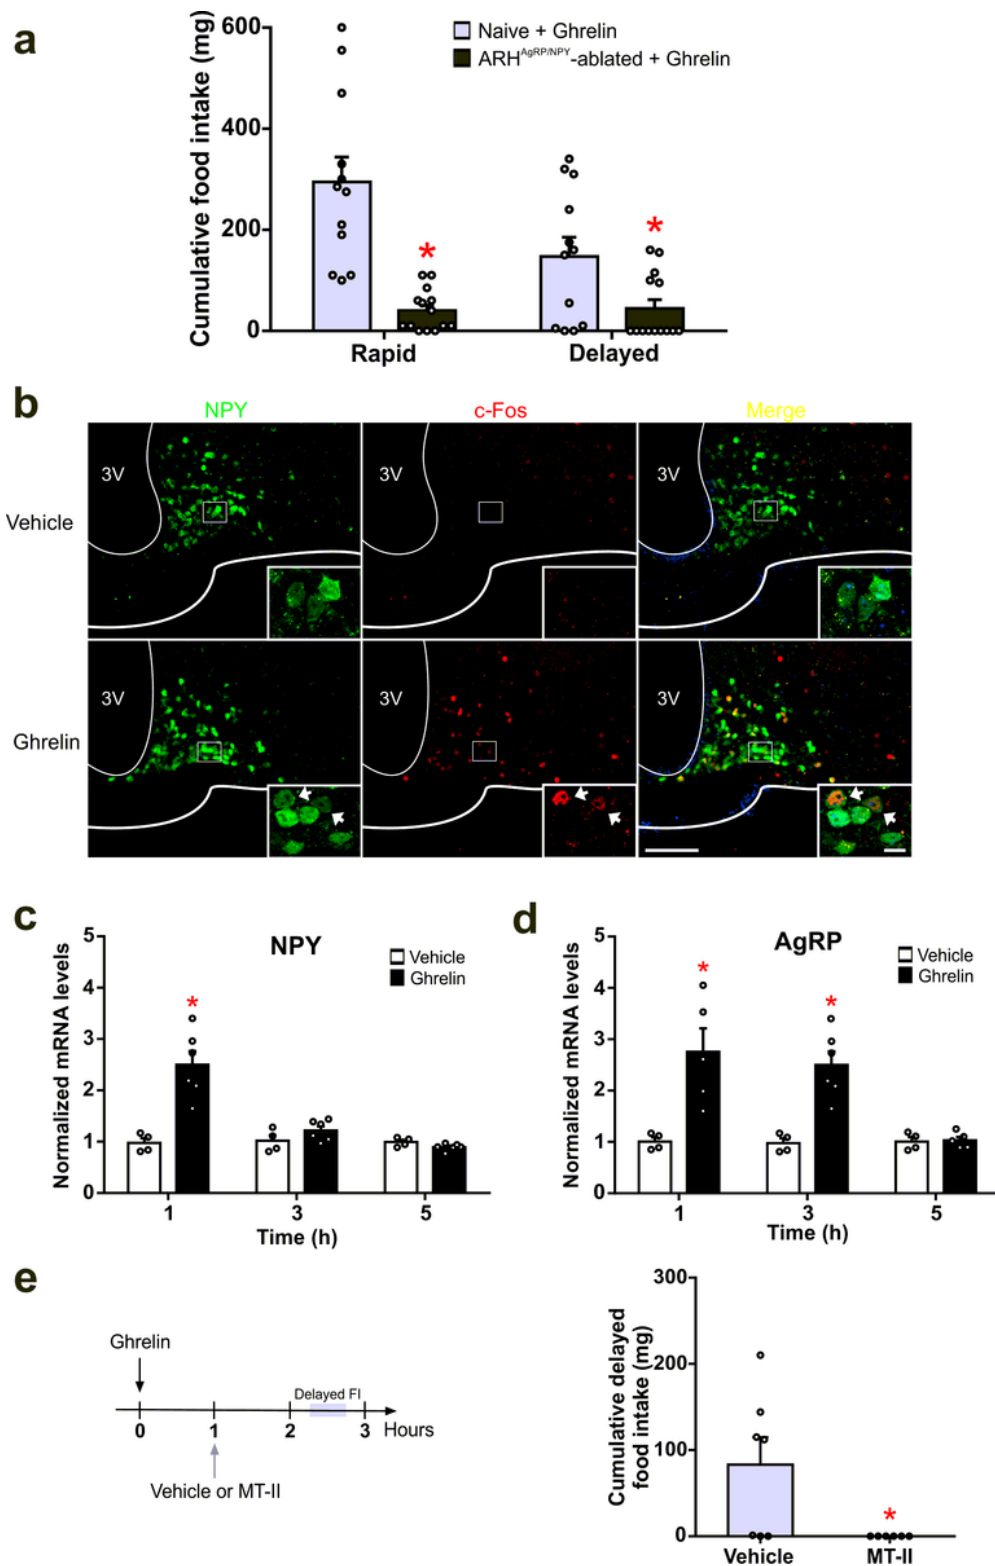 a
Cumulative food intake (mg)
600
400
200
0
Naive + Ghrelin
ARHAgRP/NPY-ablated + Ghrelin
*
*
Rapid
Delayed
b
NPY
c-Fos
Merge
Vehicle
3V
3V
3V
Ghrelin
3V
3V
3V
c
NPY
Normalized mRNA levels
5
4
3
2
1
0
Vehicle
Ghrelin
*
1
3
5
Time (h)
d
AgRP
Normalized mRNA levels
5
4
3
2
1
0
Vehicle
Ghrelin
*
*
1
3
5
Time (h)
e
Ghrelin
Delayed FI
0
1
2
3
Hours
Vehicle or MT-II
Cumulative delayed
food intake (mg)
300
200
100
0
*
Vehicle
MT-II